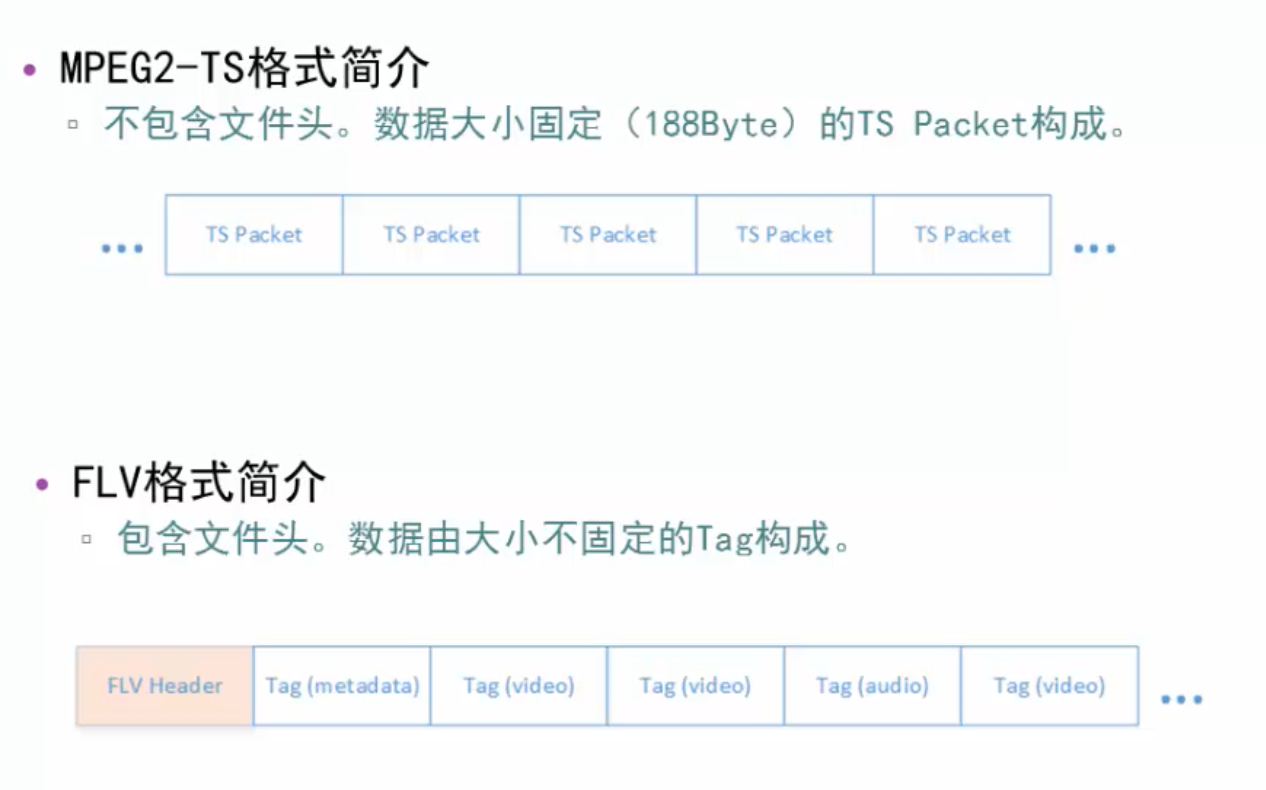 • MPEG2-TS格式简介
▫ 不包含文件头。数据大小固定（188Byte）的TS Packet构成。
... TS Packet TS Packet TS Packet TS Packet TS Packet ...
• FLV格式简介
▫ 包含文件头。数据由大小不固定的Tag构成。
FLV Header Tag (metadata) Tag (video) Tag (video) Tag (audio) Tag (video) ...